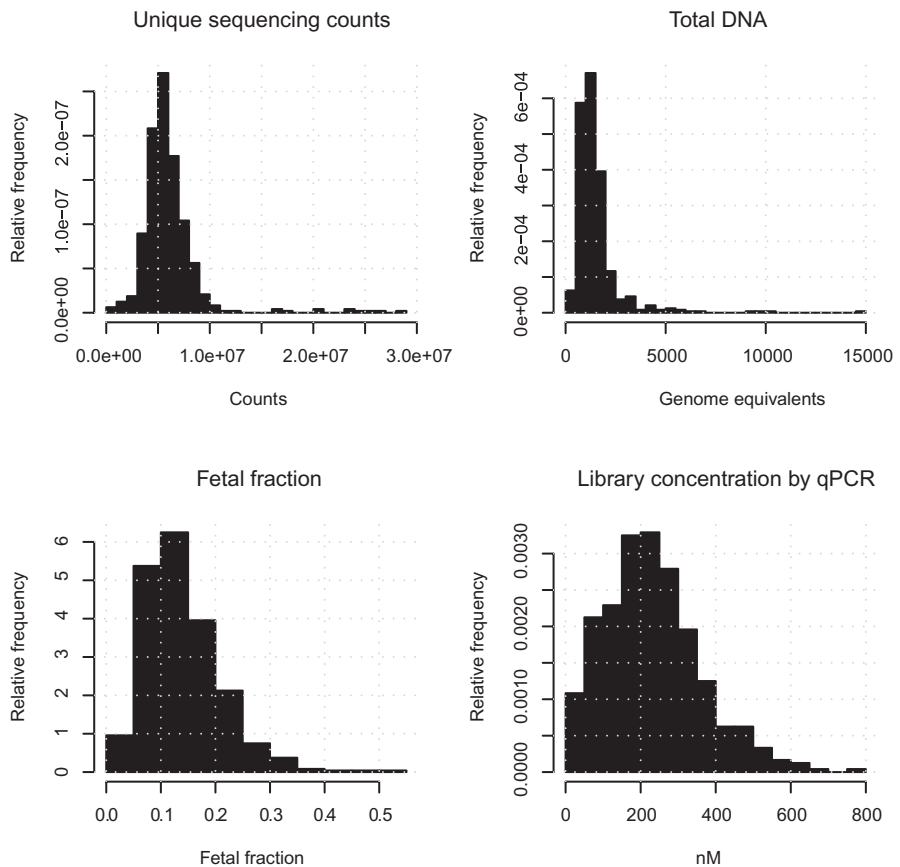 Unique sequencing counts
Relative frequency
0.0e+00 1.0e-07 2.0e-07
0.0e+00 1.0e+07 2.0e+07 3.0e+07
Counts
Total DNA
Relative frequency
0e+00 2e-04 4e-04 6e-04
0 5000 10000 15000
Genome equivalents
Fetal fraction
Relative frequency
0 1 2 3 4 5 6
0.0 0.1 0.2 0.3 0.4 0.5
Fetal fraction
Library concentration by qPCR
Relative frequency
0.0000 0.0010 0.0020 0.0030
0 200 400 600 800
nM